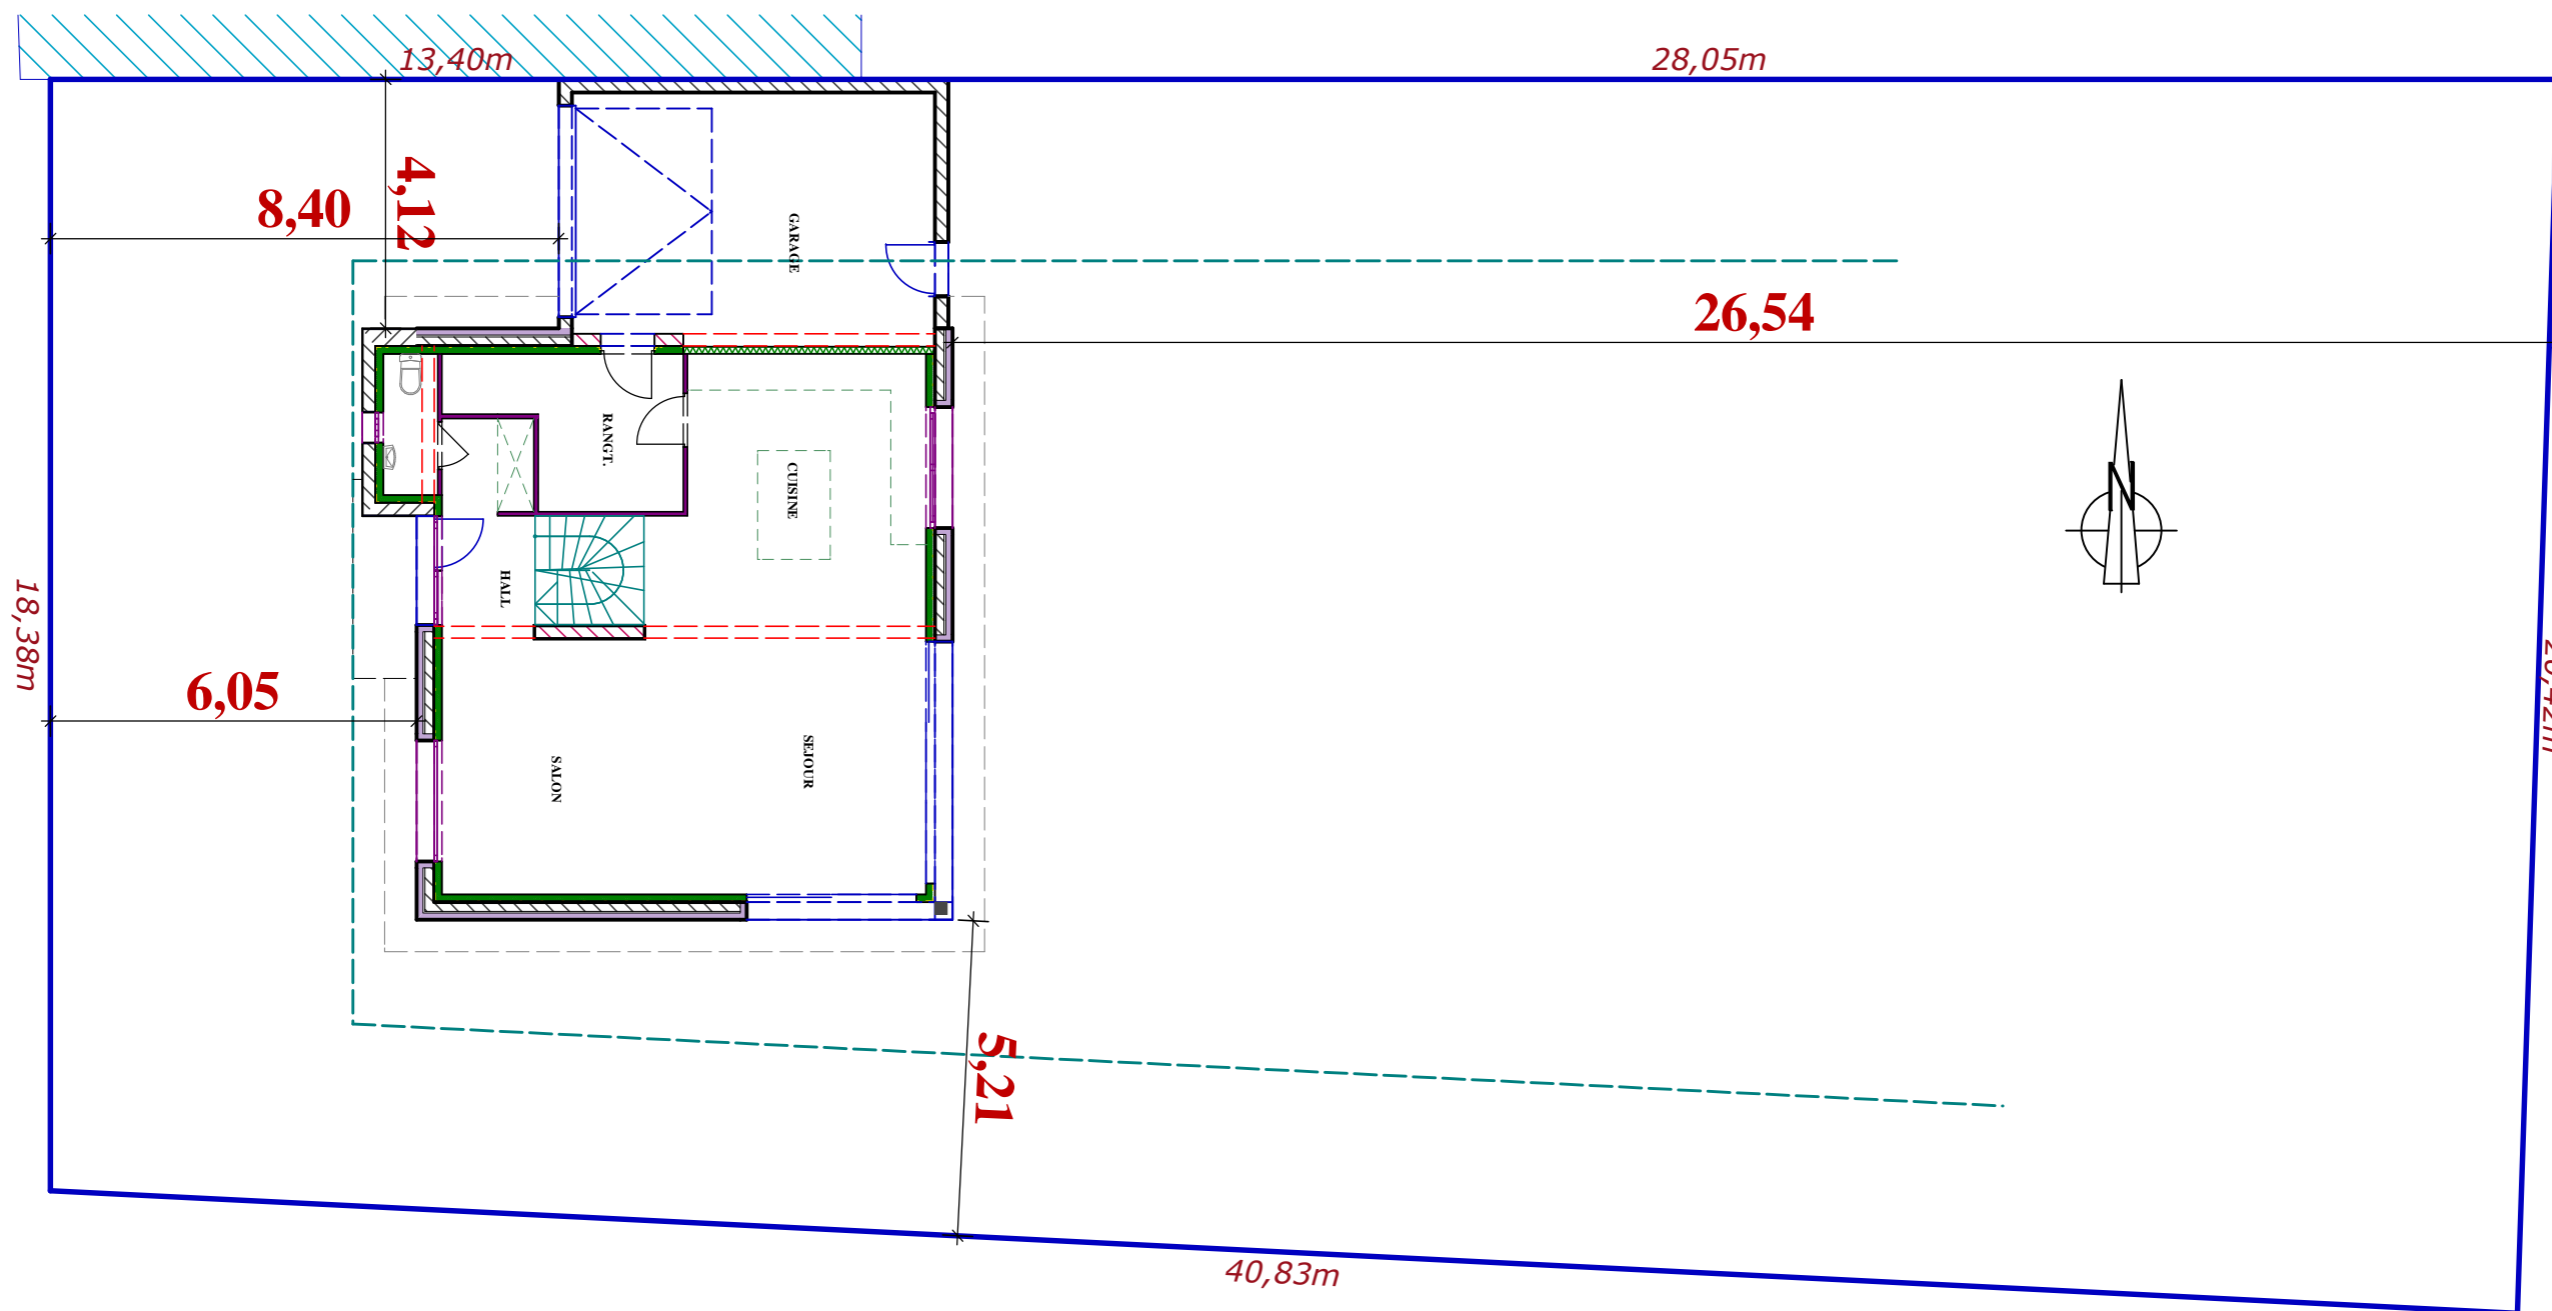 13,40m
28,05m
4,12
8,40
GARAGE
26,54
RANGT.
CUISINE
N
HALL
18,38m
6,05
SALON
SEJOUR
5,21
40,83m